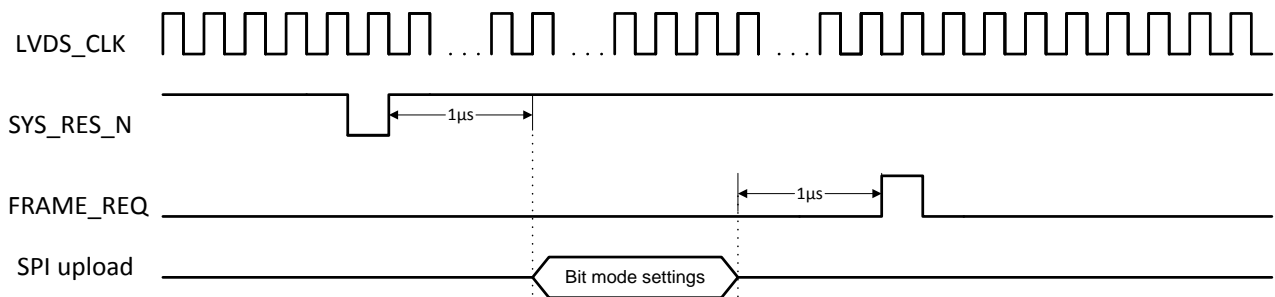 LVDS_CLK
... ... ...
SYS_RES_N
1µs
FRAME_REQ
1µs
SPI upload
Bit mode settings